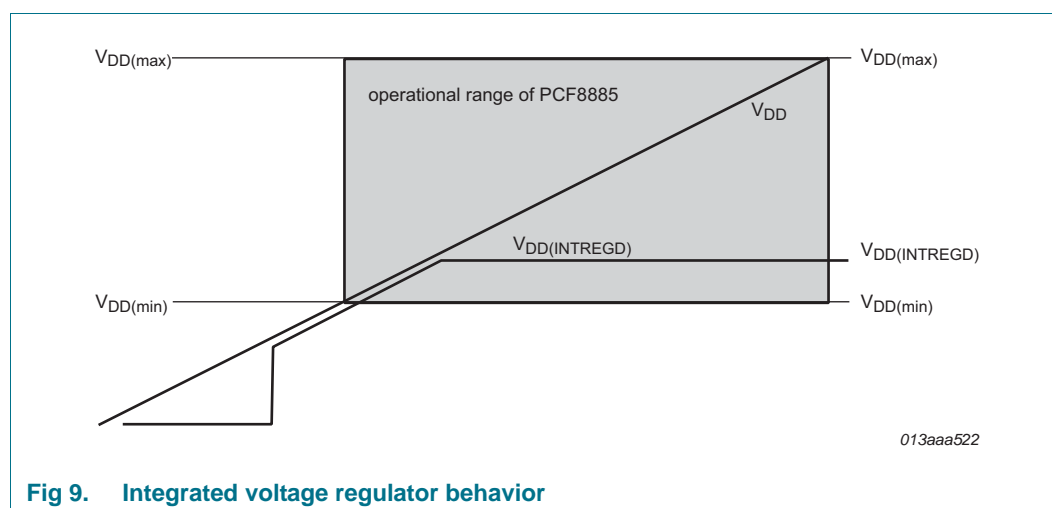 VDD(max)
VDD(max)
operational range of PCF8885
VDD
VDD(INTREGD)
VDD(INTREGD)
VDD(min)
VDD(min)
013aaa522
Fig 9. Integrated voltage regulator behavior